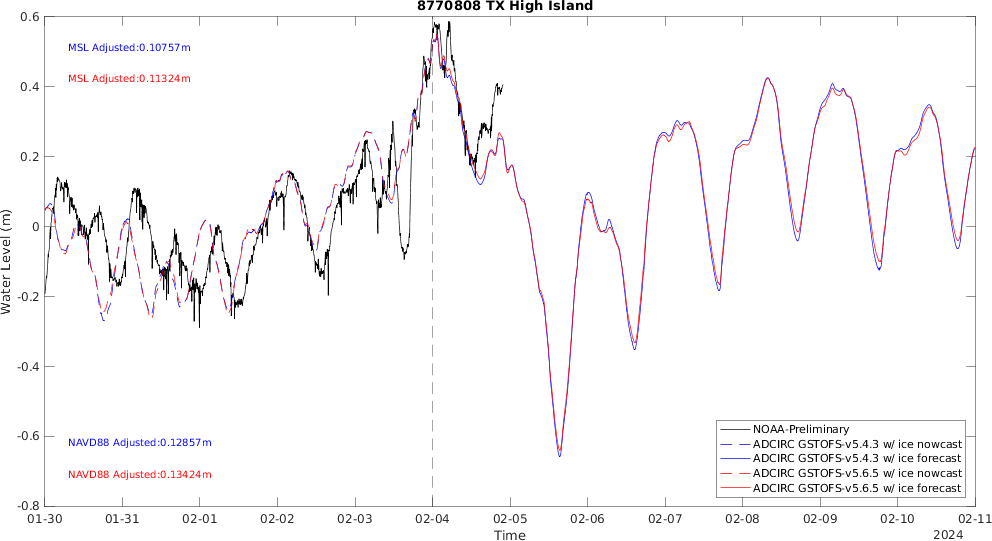 8770808 TX High Island
0.6
0.4
0.2
0
-0.2
-0.4
-0.6
-0.8
Water Level (m)
MSL Adjusted:0.10757m
MSL Adjusted:0.11324m
NAVD88 Adjusted:0.12857m
NAVD88 Adjusted:0.13424m
NOAA-Preliminary
ADCIRC GSTOFS-v5.4.3 w/ ice nowcast
ADCIRC GSTOFS-v5.4.3 w/ ice forecast
ADCIRC GSTOFS-v5.6.5 w/ ice nowcast
ADCIRC GSTOFS-v5.6.5 w/ ice forecast
01-30 01-31 02-01 02-02 02-03 02-04 02-05 02-06 02-07 02-08 02-09 02-10 02-11
Time
2024